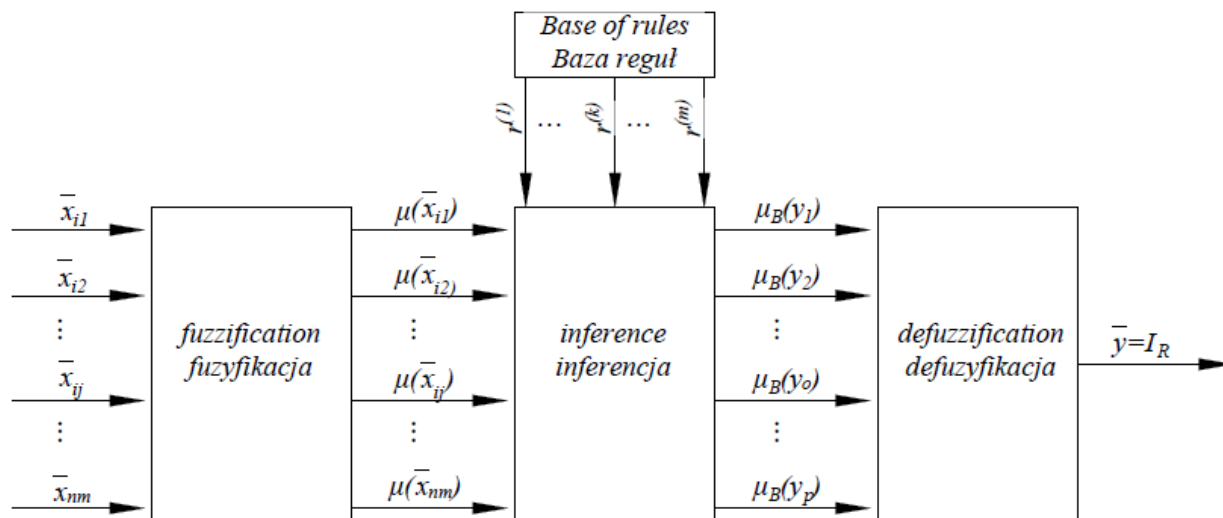 Base of rules
Baza reguł
r⁽¹⁾ … r⁽ᵏ⁾ … r⁽ᵐ⁾
x̅i1 μ(x̅i1) μB(y1)
x̅i2 μ(x̅i2) μB(y2)
⋮ ⋮ ⋮
fuzzification inference defuzzification
fuzyfikacja inferencja defuzyfikacja
y̅=IR
x̅ij μ(x̅ij) μB(yo)
⋮ ⋮ ⋮
x̅nm μ(x̅nm) μB(yp)